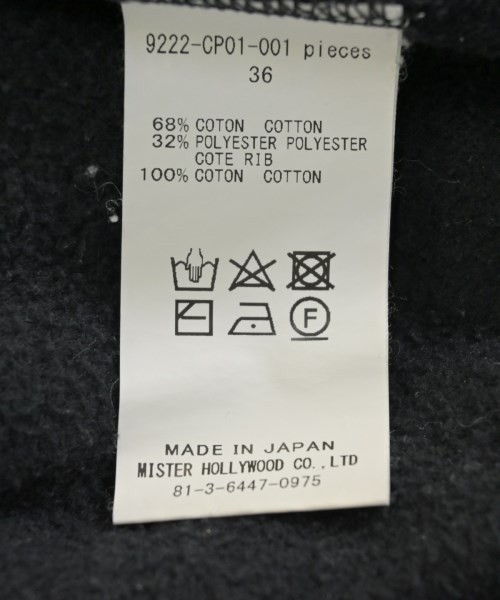 9222-CP01-001 pieces
36
68% COTON COTTON
32% POLYESTER POLYESTER
COTE RIB
100% COTON COTTON
F
MADE IN JAPAN
MISTER HOLLYWOOD CO.,LTD
81-3-6447-0975